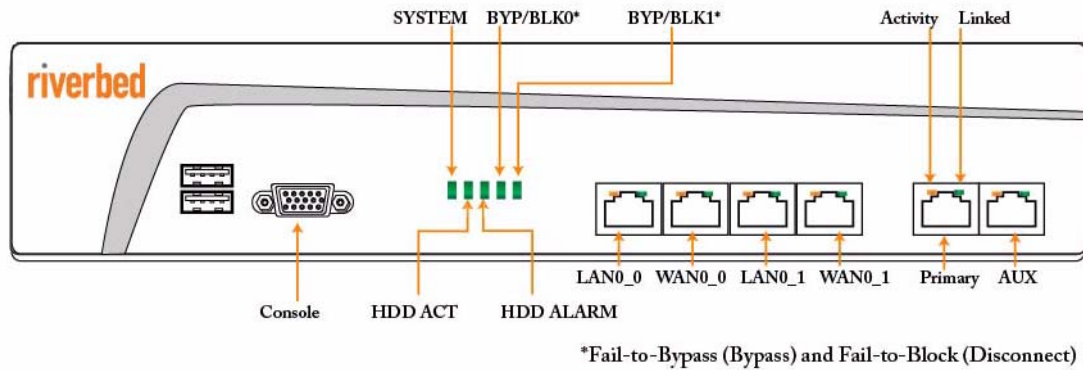 SYSTEM BYP/BLK0* BYP/BLK1* Activity Linked
riverbed
LAN0_0 WAN0_0 LAN0_1 WAN0_1 Primary AUX
Console HDD ACT HDD ALARM
*Fail-to-Bypass (Bypass) and Fail-to-Block (Disconnect)